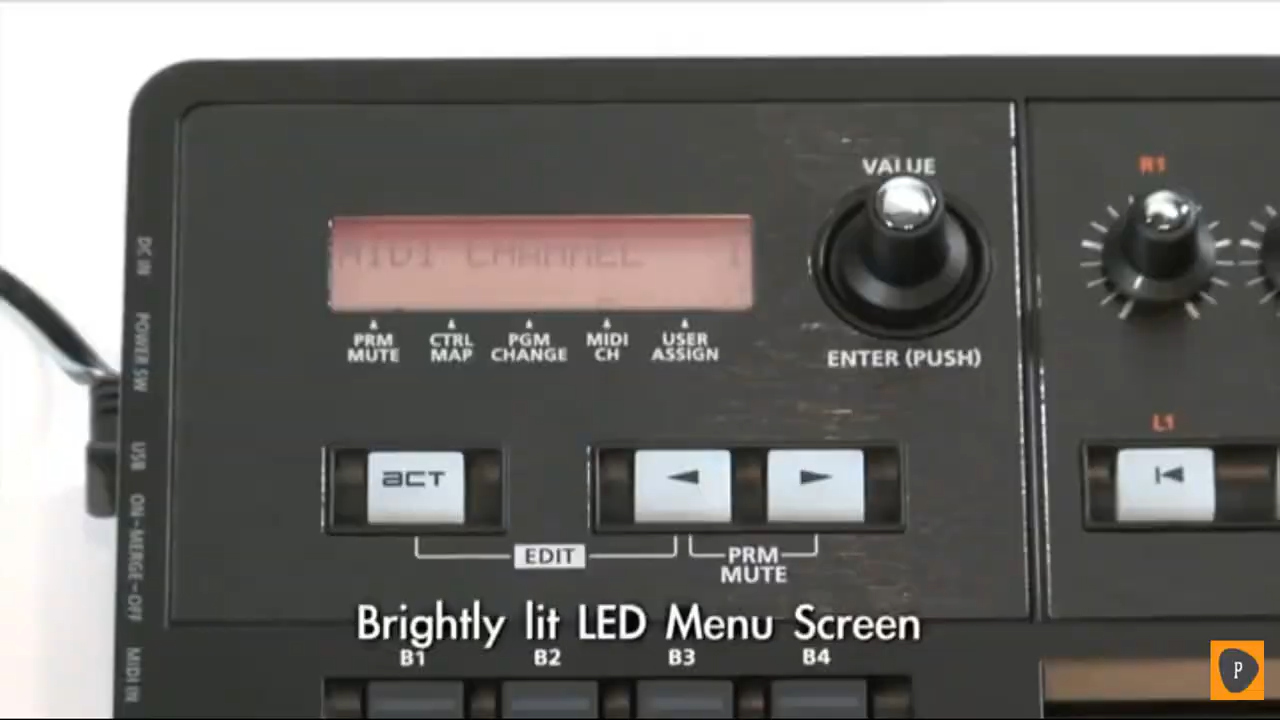 VALUE
R1
MIDI CHANNEL 1
PRM MUTE
CTRL MAP
PGM CHANGE
MIDI CH
USER ASSIGN
ENTER (PUSH)
DC IN
POWER SW
USB
ON-MERGE-OFF
MIDI IN
L1
ACT
EDIT
PRM MUTE
Brightly lit LED Menu Screen
B1
B2
B3
B4
P